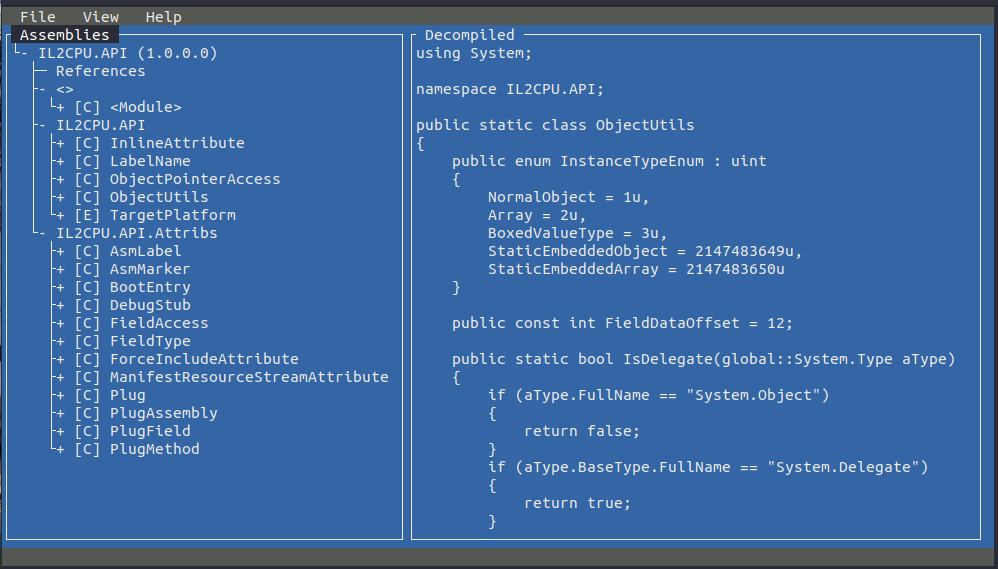 File View Help
Assemblies
- IL2CPU.API (1.0.0.0)
References
- <>
+ [C] <Module>
- IL2CPU.API
+ [C] InlineAttribute
+ [C] LabelName
+ [C] ObjectPointerAccess
+ [C] ObjectUtils
+ [E] TargetPlatform
- IL2CPU.API.Attribs
+ [C] AsmLabel
+ [C] AsmMarker
+ [C] BootEntry
+ [C] DebugStub
+ [C] FieldAccess
+ [C] FieldType
+ [C] ForceIncludeAttribute
+ [C] ManifestResourceStreamAttribute
+ [C] Plug
+ [C] PlugAssembly
+ [C] PlugField
+ [C] PlugMethod
Decompiled
using System;
namespace IL2CPU.API;
public static class ObjectUtils
{
public enum InstanceTypeEnum : uint
{
NormalObject = 1u,
Array = 2u,
BoxedValueType = 3u,
StaticEmbeddedObject = 2147483649u,
StaticEmbeddedArray = 2147483650u
}
public const int FieldDataOffset = 12;
public static bool IsDelegate(global::System.Type aType)
{
if (aType.FullName == "System.Object")
{
return false;
}
if (aType.BaseType.FullName == "System.Delegate")
{
return true;
}